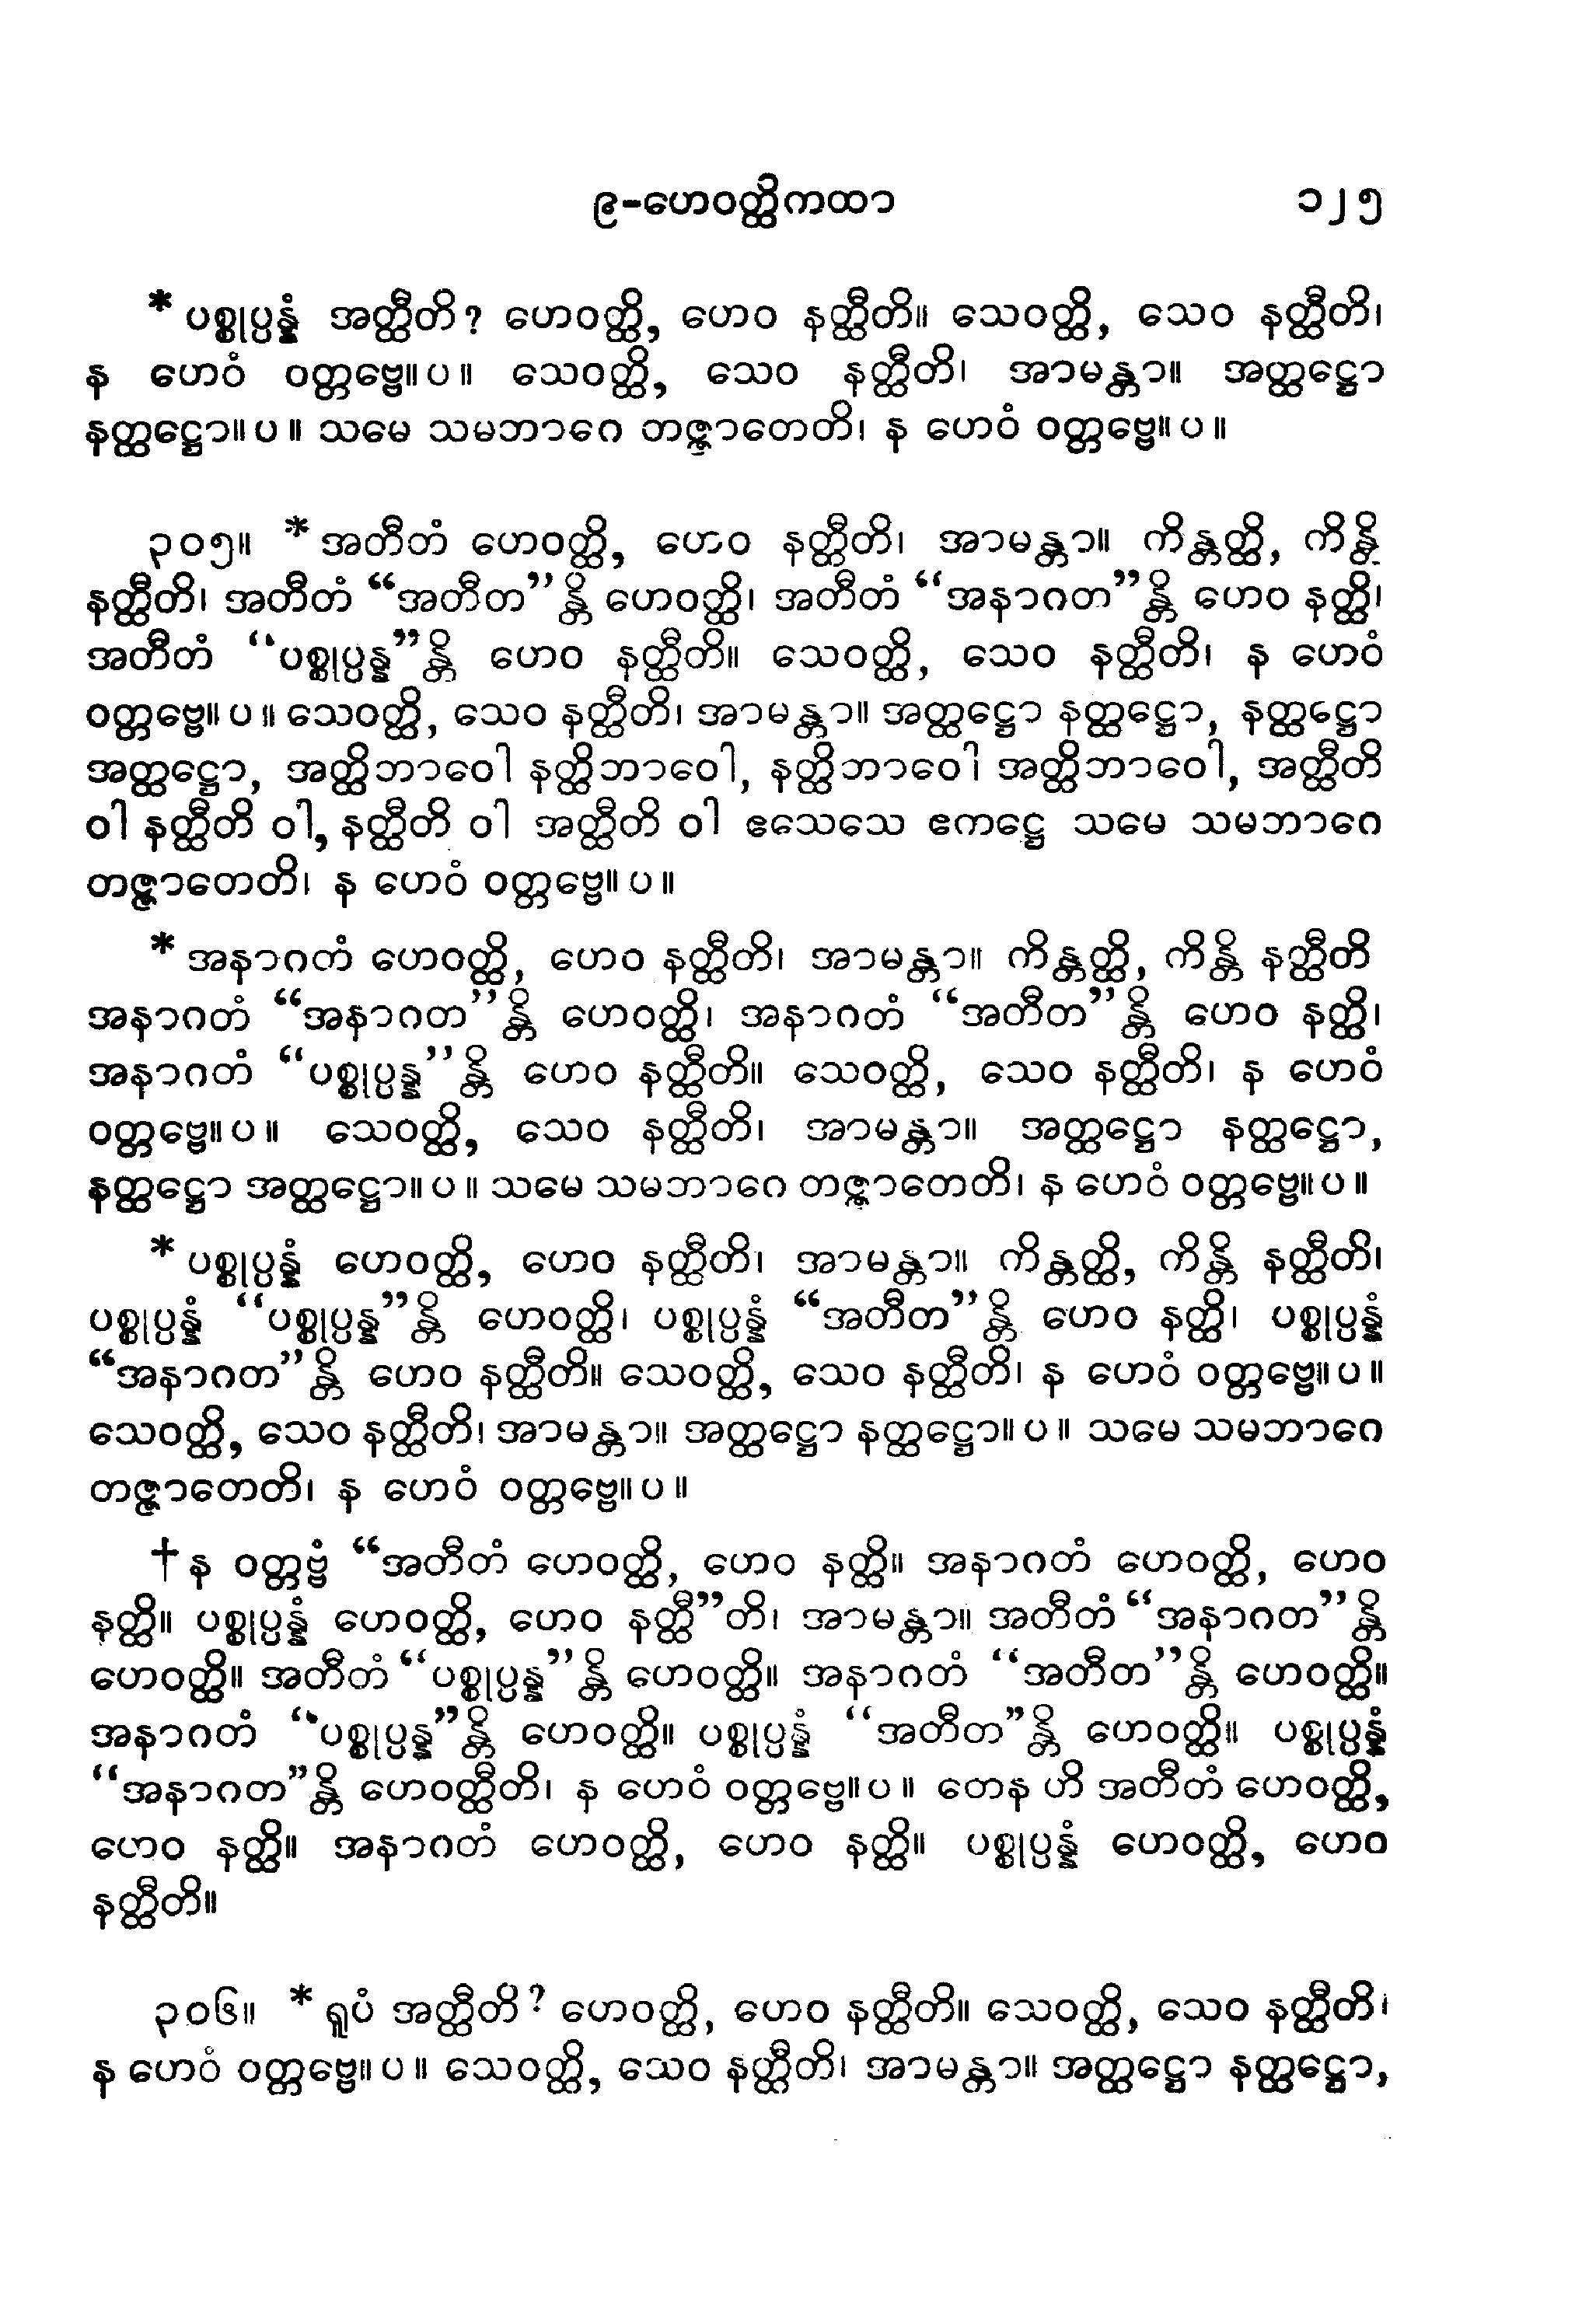 ၉-ဟေဝတ္ထိကထာ ၁၂၅
* ပစ္စုပ္ပန္နံ အတ္ထီတိ? ဟေဝတ္ထိ, ဟေဝ နတ္ထီတိ။ သေဝတ္ထိ, သေဝ နတ္ထီတိ၊
န ဟေဝံ ဝတ္တဗ္ဗေ။ပ။ သေဝတ္ထိ, သေဝ နတ္ထီတိ၊ အာမန္တာ။ အတ္ထဋ္ဌော
နတ္ထဋ္ဌော။ပ။ သမေ သမဘာဂေ တဇ္ဇာတေတိ၊ န ဟေဝံ ဝတ္တဗ္ဗေ။ပ။
၃၀၅။ * အတီတံ ဟေဝတ္ထိ, ဟေဝ နတ္ထီတိ၊ အာမန္တာ။ ကိန္တတ္ထိ, ကိန္တိ
နတ္ထီတိ၊ အတီတံ “အတီတ”န္တိ ဟေဝတ္ထိ၊ အတီတံ “အနာဂတ”န္တိ ဟေဝ နတ္ထိ၊
အတီတံ “ပစ္စုပ္ပန္န”န္တိ ဟေဝ နတ္ထီတိ။ သေဝတ္ထိ, သေဝ နတ္ထီတိ၊ န ဟေဝံ
ဝတ္တဗ္ဗေ။ပ။ သေဝတ္ထိ, သေဝ နတ္ထီတိ၊ အာမန္တာ။ အတ္ထဋ္ဌော နတ္ထဋ္ဌော, နတ္ထဋ္ဌော
အတ္ထဋ္ဌော, အတ္ထိဘာဝေါ နတ္ထိဘာဝေါ, နတ္ထိဘာဝေါ အတ္ထိဘာဝေါ, အတ္ထီတိ
ဝါ နတ္ထီတိ ဝါ, နတ္ထီတိ ဝါ အတ္ထီတိ ဝါ ဧသေသေ ဧကဋ္ဌေ သမေ သမဘာဂေ
တဇ္ဇာတေတိ၊ န ဟေဝံ ဝတ္တဗ္ဗေ။ပ။
* အနာဂတံ ဟေဝတ္ထိ, ဟေဝ နတ္ထီတိ၊ အာမန္တာ။ ကိန္တတ္ထိ, ကိန္တိ နတ္ထီတိ
အနာဂတံ “အနာဂတ”န္တိ ဟေဝတ္ထိ၊ အနာဂတံ “အတီတ”န္တိ ဟေဝ နတ္ထိ၊
အနာဂတံ “ပစ္စုပ္ပန္န”န္တိ ဟေဝ နတ္ထီတိ။ သေဝတ္ထိ, သေဝ နတ္ထီတိ၊ န ဟေဝံ
ဝတ္တဗ္ဗေ။ပ။ သေဝတ္ထိ, သေဝ နတ္ထီတိ၊ အာမန္တာ။ အတ္ထဋ္ဌော နတ္ထဋ္ဌော,
နတ္ထဋ္ဌော အတ္ထဋ္ဌော။ပ။ သမေ သမဘာဂေ တဇ္ဇာတေတိ၊ န ဟေဝံ ဝတ္တဗ္ဗေ။ပ။
* ပစ္စုပ္ပန္နံ ဟေဝတ္ထိ, ဟေဝ နတ္ထီတိ၊ အာမန္တာ။ ကိန္တတ္ထိ, ကိန္တိ နတ္ထီတိ၊
ပစ္စုပ္ပန္နံ “ပစ္စုပ္ပန္န”န္တိ ဟေဝတ္ထိ၊ ပစ္စုပ္ပန္နံ “အတီတ”န္တိ ဟေဝ နတ္ထိ၊ ပစ္စုပ္ပန္နံ
“အနာဂတ”န္တိ ဟေဝ နတ္ထီတိ။ သေဝတ္ထိ, သေဝ နတ္ထီတိ၊ န ဟေဝံ ဝတ္တဗ္ဗေ။ပ။
သေဝတ္ထိ, သေဝ နတ္ထီတိ၊ အာမန္တာ။ အတ္ထဋ္ဌော နတ္ထဋ္ဌော။ပ။ သမေ သမဘာဂေ
တဇ္ဇာတေတိ၊ န ဟေဝံ ဝတ္တဗ္ဗေ။ပ။
† န ဝတ္တဗ္ဗံ “အတီတံ ဟေဝတ္ထိ, ဟေဝ နတ္ထိ။ အနာဂတံ ဟေဝတ္ထိ, ဟေဝ
နတ္ထိ။ ပစ္စုပ္ပန္နံ ဟေဝတ္ထိ, ဟေဝ နတ္ထီ”တိ၊ အာမန္တာ။ အတီတံ “အနာဂတ”န္တိ
ဟေဝတ္ထိ။ အတီတံ “ပစ္စုပ္ပန္န”န္တိ ဟေဝတ္ထိ။ အနာဂတံ “အတီတ”န္တိ ဟေဝတ္ထိ။
အနာဂတံ “ပစ္စုပ္ပန္န”န္တိ ဟေဝတ္ထိ။ ပစ္စုပ္ပန္နံ “အတီတ”န္တိ ဟေဝတ္ထိ။ ပစ္စုပ္ပန္နံ
“အနာဂတ”န္တိ ဟေဝတ္ထီတိ၊ န ဟေဝံ ဝတ္တဗ္ဗေ။ပ။ တေန ဟိ အတီတံ ဟေဝတ္ထိ,
ဟေဝ နတ္ထိ။ အနာဂတံ ဟေဝတ္ထိ, ဟေဝ နတ္ထိ။ ပစ္စုပ္ပန္နံ ဟေဝတ္ထိ, ဟေဝ
နတ္ထီတိ။
၃၀၆။ * ရူပံ အတ္ထီတိ? ဟေဝတ္ထိ, ဟေဝ နတ္ထီတိ။ သေဝတ္ထိ, သေဝ နတ္ထီတိ၊
န ဟေဝံ ဝတ္တဗ္ဗေ။ပ။ သေဝတ္ထိ, သေဝ နတ္ထီတိ၊ အာမန္တာ။ အတ္ထဋ္ဌော နတ္ထဋ္ဌော,